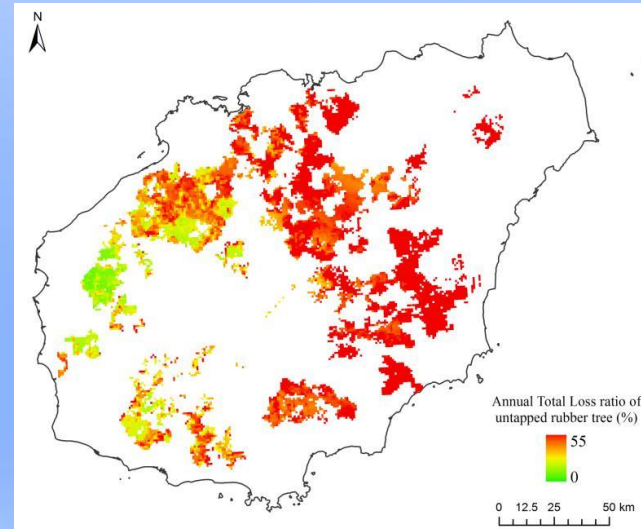 N
Annual Total Loss ratio of
untapped rubber tree (%)
55
0
0 12.5 25 50 km